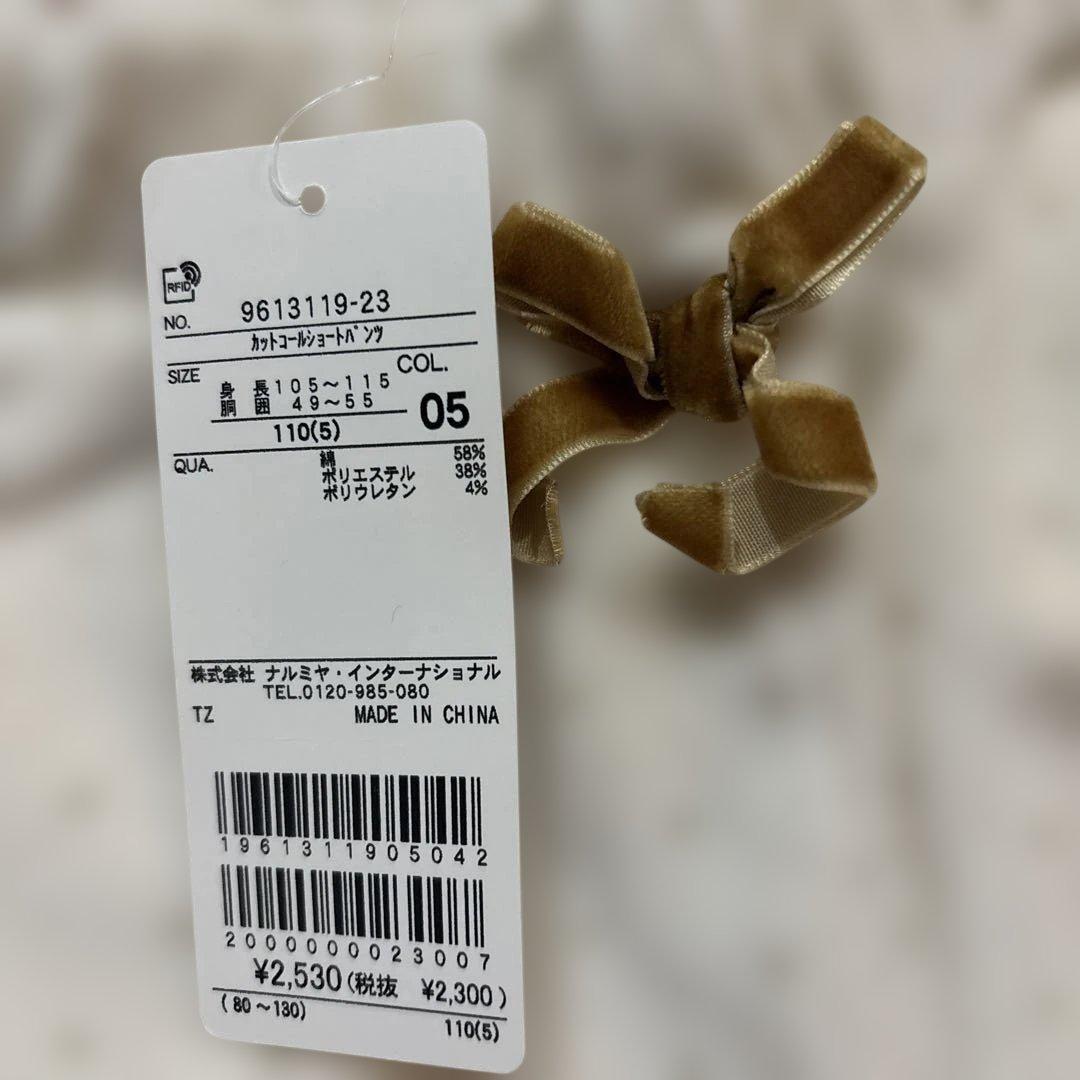 RFID
NO. 9613119-23
カットコールショートパンツ
SIZE COL.
身 長 105~115
胴 囲 49~55
110(5) 05
QUA. 綿 58%
ポリエステル 38%
ポリウレタン 4%
株式会社 ナルミヤ・インターナショナル
TEL.0120-985-080
TZ MADE IN CHINA
1961311905042
2000000023007
¥2,530(税抜 ¥2,300)
(80~130)
110(5)